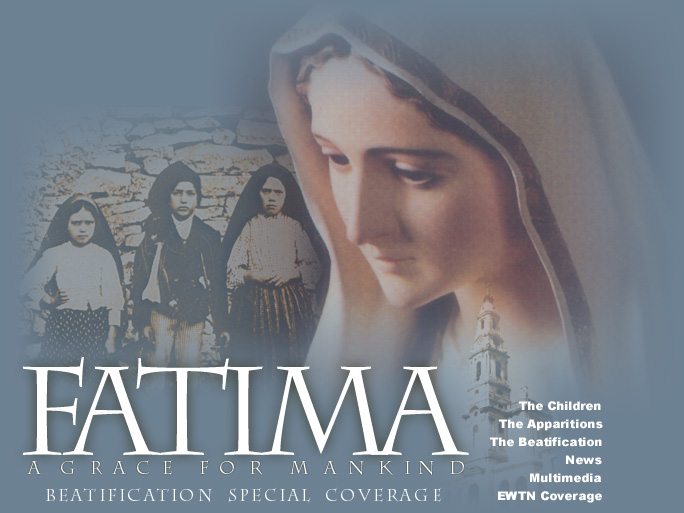 FATIMA
A GRACE FOR MANKIND
BEATIFICATION SPECIAL COVERAGE
The Children
The Apparitions
The Beatification
News
Multimedia
EWTN Coverage